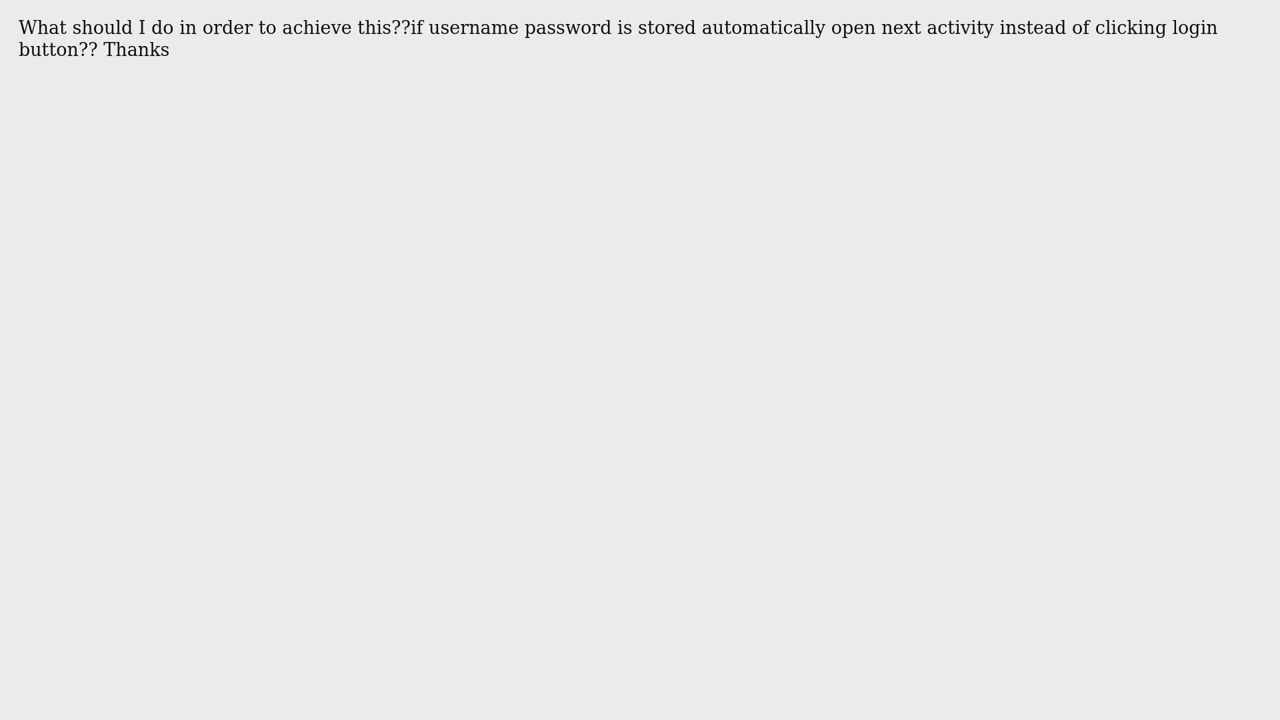 What should I do in order to achieve this??if username password is stored automatically open next activity instead of clicking login
button?? Thanks